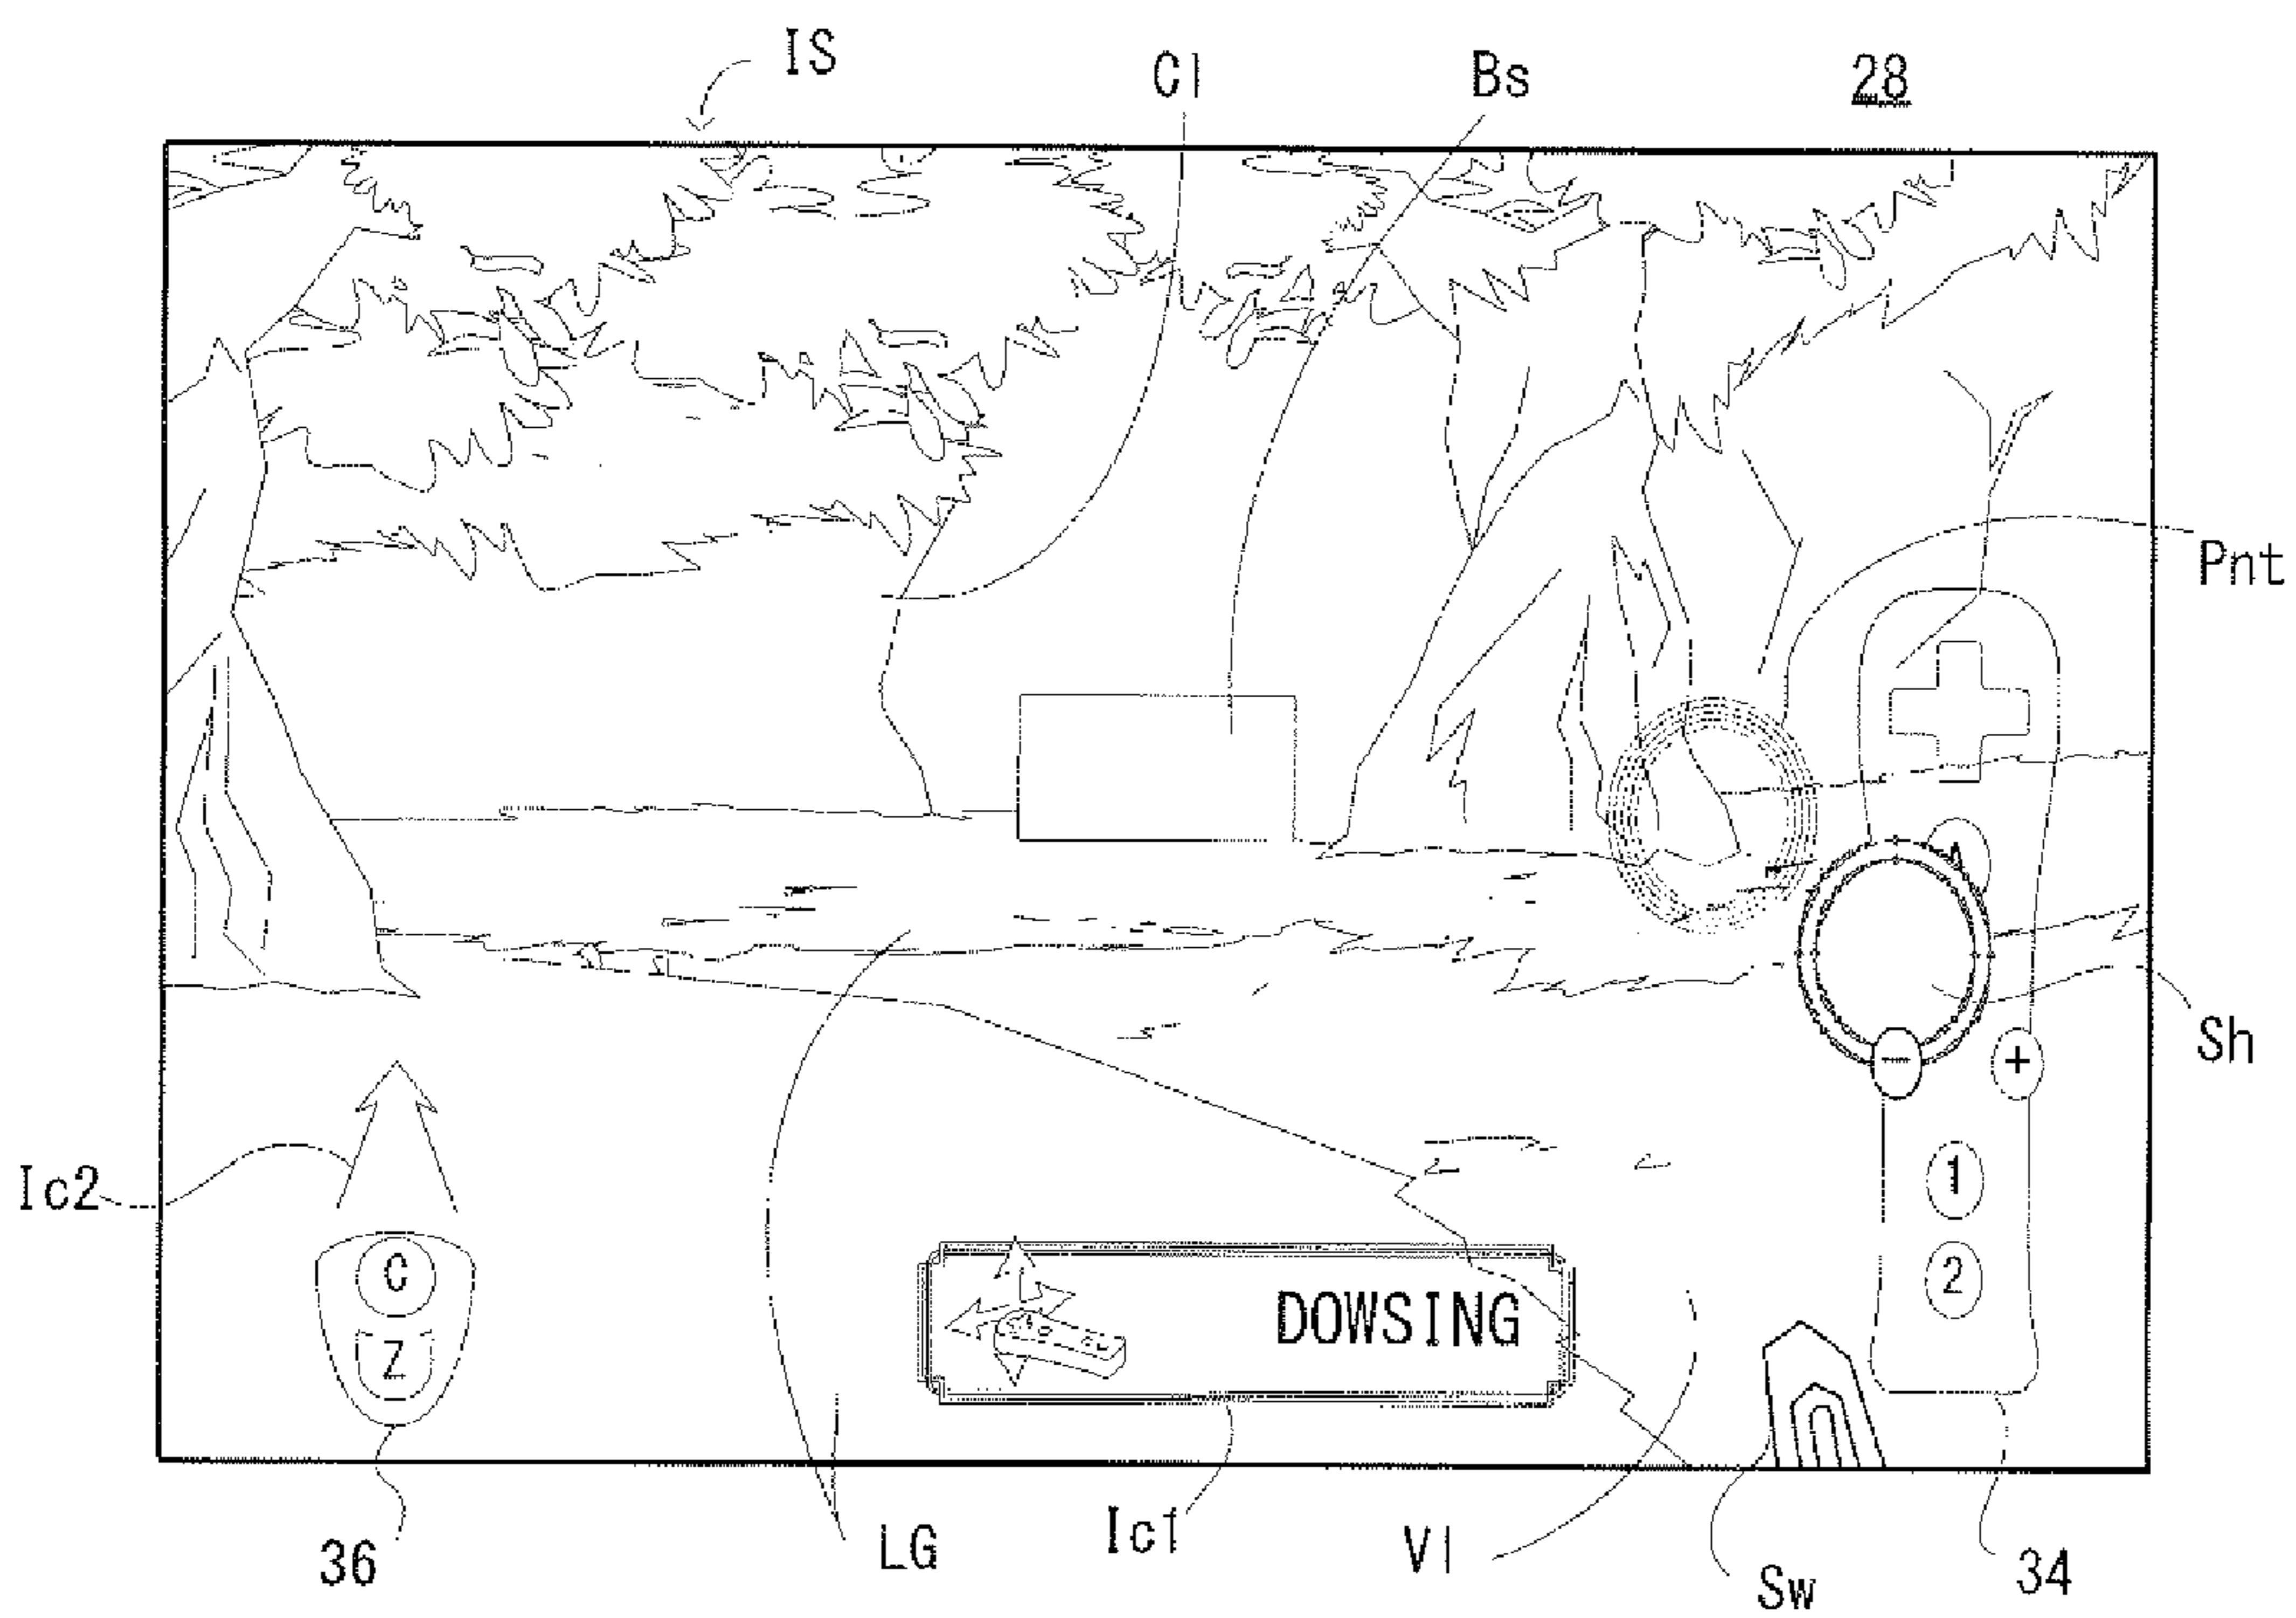 IS
Cl
Bs
28
Pnt
Sh
− +
Ic2
1
C
2
Z
DOWSING
36
LG
Ic1
Vl
Sw
34